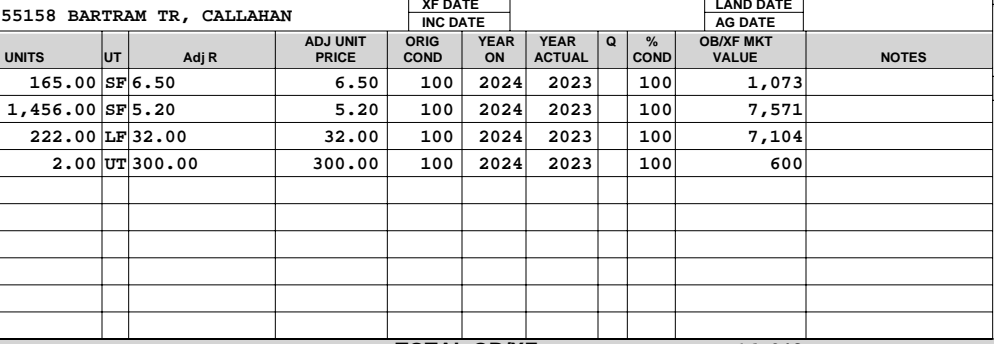 XF DATE LAND DATE
55158 BARTRAM TR, CALLAHAN INC DATE AG DATE
UNITS UT Adj R ADJ UNIT PRICE ORIG COND YEAR ON YEAR ACTUAL Q % COND OB/XF MKT VALUE NOTES
165.00 SF 6.50 6.50 100 2024 2023 100 1,073
1,456.00 SF 5.20 5.20 100 2024 2023 100 7,571
222.00 LF 32.00 32.00 100 2024 2023 100 7,104
2.00 UT 300.00 300.00 100 2024 2023 100 600